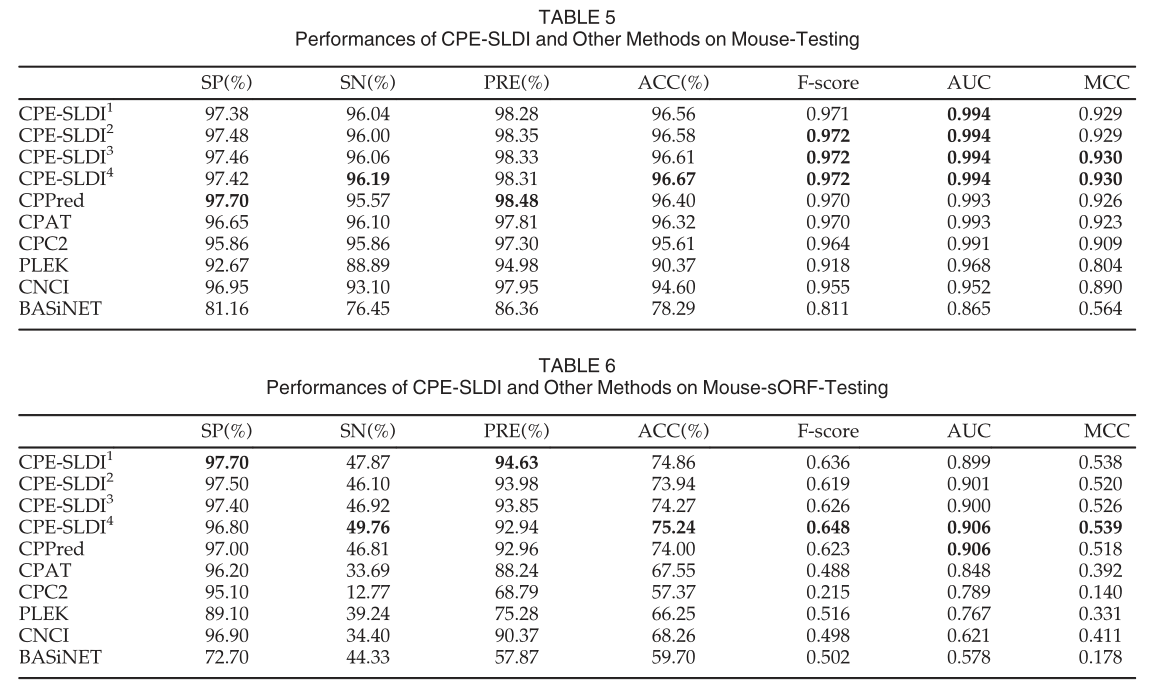 TABLE 5
Performances of CPE-SLDI and Other Methods on Mouse-Testing
SP(%) SN(%) PRE(%) ACC(%) F-score AUC MCC
CPE-SLDI¹ 97.38 96.04 98.28 96.56 0.971 0.994 0.929
CPE-SLDI² 97.48 96.00 98.35 96.58 0.972 0.994 0.929
CPE-SLDI³ 97.46 96.06 98.33 96.61 0.972 0.994 0.930
CPE-SLDI⁴ 97.42 96.19 98.31 96.67 0.972 0.994 0.930
CPPred 97.70 95.57 98.48 96.40 0.970 0.993 0.926
CPAT 96.65 96.10 97.81 96.32 0.970 0.993 0.923
CPC2 95.86 95.86 97.30 95.61 0.964 0.991 0.909
PLEK 92.67 88.89 94.98 90.37 0.918 0.968 0.804
CNCI 96.95 93.10 97.95 94.60 0.955 0.952 0.890
BASiNET 81.16 76.45 86.36 78.29 0.811 0.865 0.564
TABLE 6
Performances of CPE-SLDI and Other Methods on Mouse-sORF-Testing
SP(%) SN(%) PRE(%) ACC(%) F-score AUC MCC
CPE-SLDI¹ 97.70 47.87 94.63 74.86 0.636 0.899 0.538
CPE-SLDI² 97.50 46.10 93.98 73.94 0.619 0.901 0.520
CPE-SLDI³ 97.40 46.92 93.85 74.27 0.626 0.900 0.526
CPE-SLDI⁴ 96.80 49.76 92.94 75.24 0.648 0.906 0.539
CPPred 97.00 46.81 92.96 74.00 0.623 0.906 0.518
CPAT 96.20 33.69 88.24 67.55 0.488 0.848 0.392
CPC2 95.10 12.77 68.79 57.37 0.215 0.789 0.140
PLEK 89.10 39.24 75.28 66.25 0.516 0.767 0.331
CNCI 96.90 34.40 90.37 68.26 0.498 0.621 0.411
BASiNET 72.70 44.33 57.87 59.70 0.502 0.578 0.178